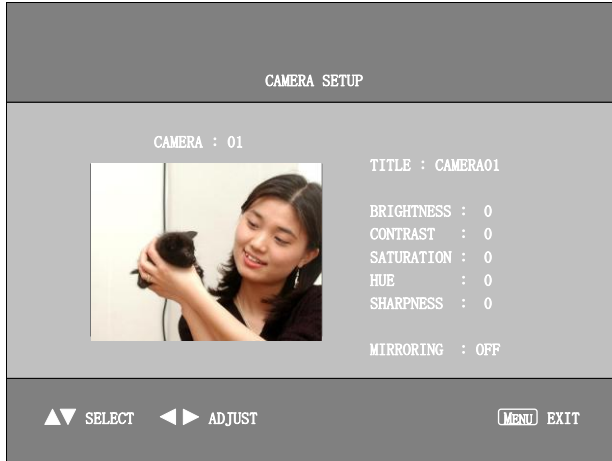 CAMERA SETUP
CAMERA : 01
TITLE : CAMERA01
BRIGHTNESS : 0
CONTRAST : 0
SATURATION : 0
HUE : 0
SHARPNESS : 0
MIRRORING : OFF
SELECT ADJUST MENU EXIT